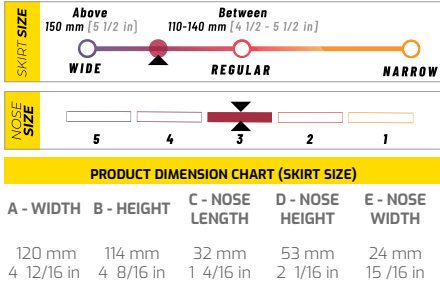 SKIRT SIZE
Above Between
150 mm [5 1/2 in] 110-140 mm [4 1/2 - 5 1/2 in]
WIDE REGULAR NARROW
NOSE SIZE
5 4 3 2 1
PRODUCT DIMENSION CHART (SKIRT SIZE)
A - WIDTH B - HEIGHT C - NOSE LENGTH D - NOSE HEIGHT E - NOSE WIDTH
120 mm 114 mm 32 mm 53 mm 24 mm
4 12/16 in 4 8/16 in 1 4/16 in 2 1/16 in 15 /16 in